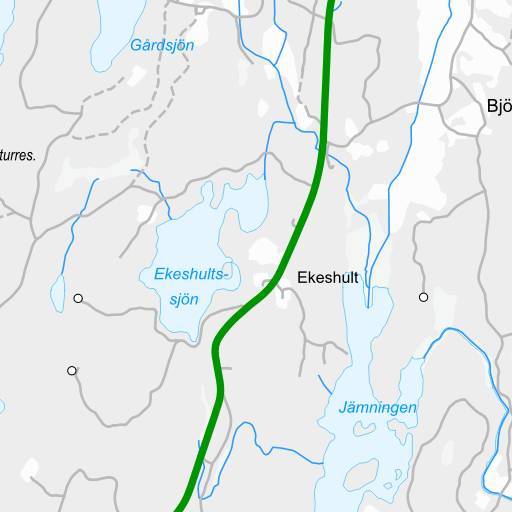 Gårdsjön
Bjö
turres.
Ekeshults-
sjön
Ekeshult
Jämningen